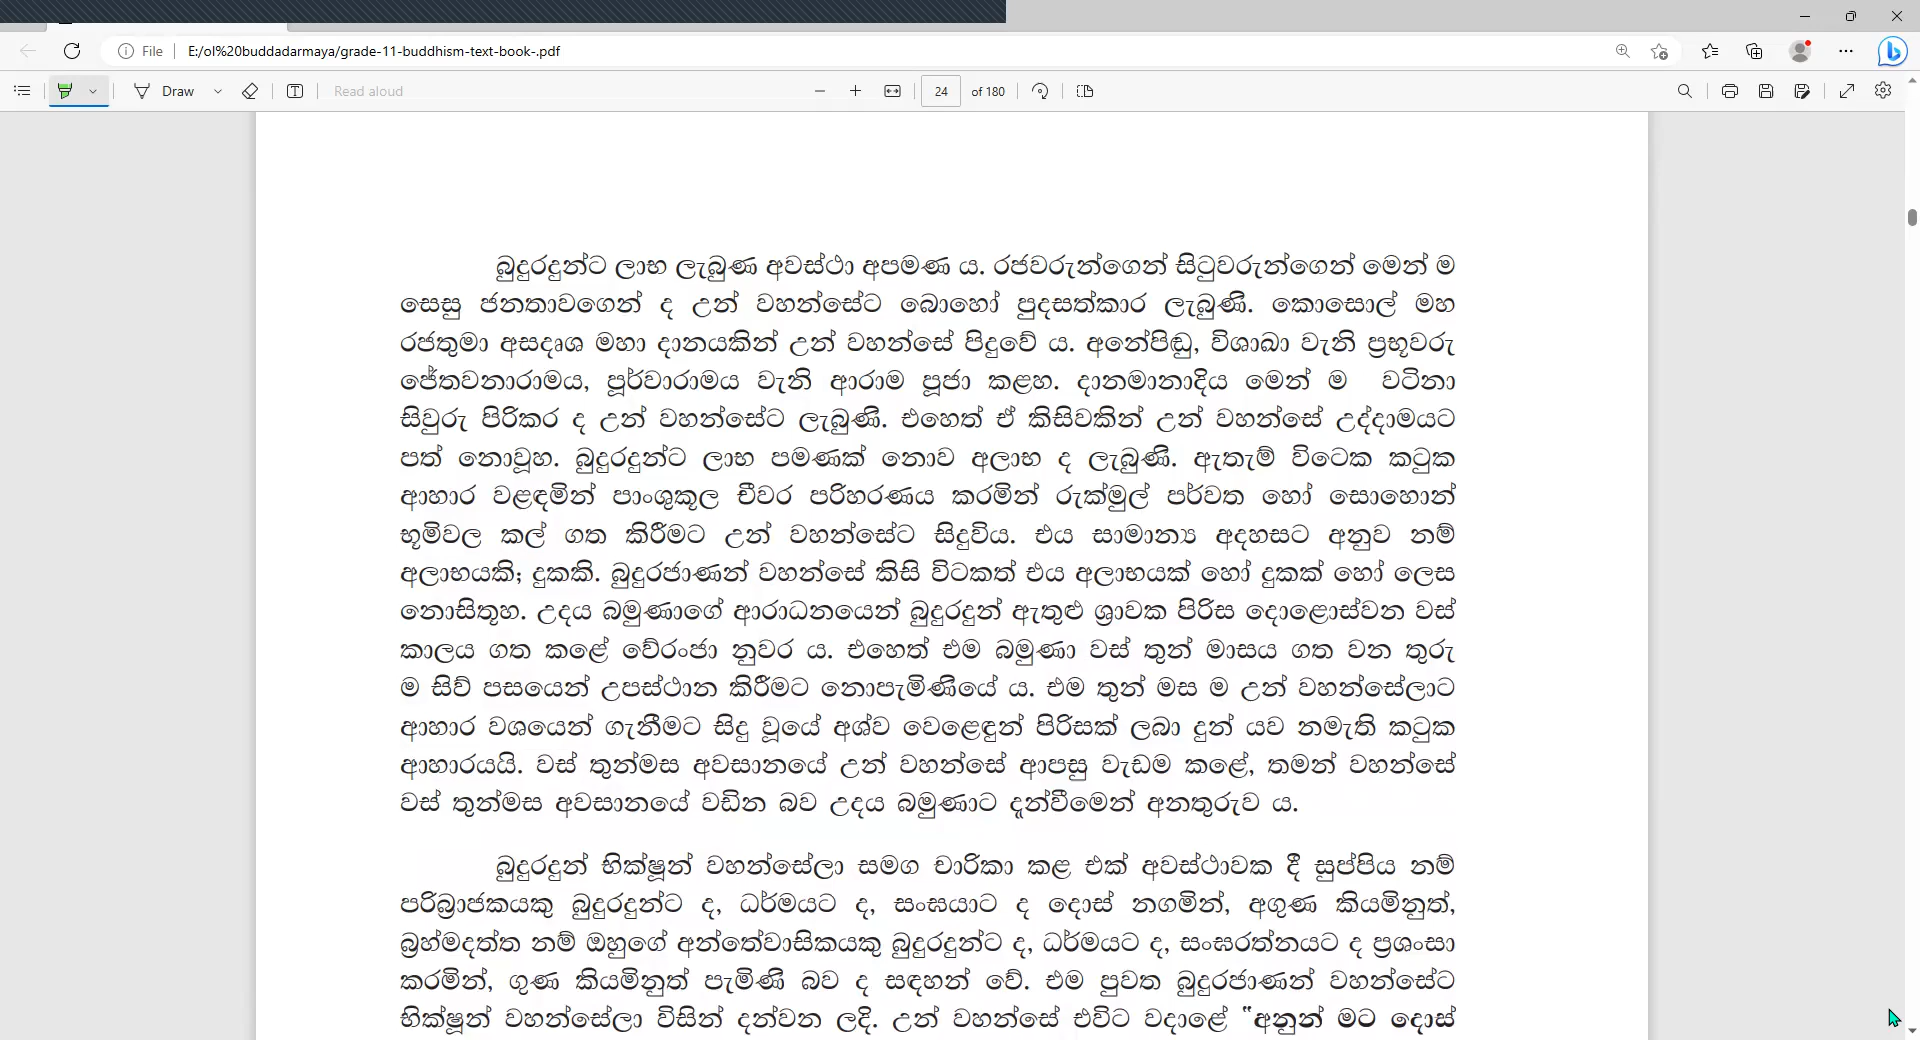 File
E:/ol%20buddadarmaya/grade-11-buddhism-text-book-.pdf
Draw
Read aloud
24
of 180
බුදුරදුන්ට ලාභ ලැබුණ අවස්ථා අපමණ ය. රජවරුන්ගෙන් සිටුවරුන්ගෙන් මෙන් ම
සෙසු ජනතාවගෙන් ද උන් වහන්සේට බොහෝ පුදසත්කාර ලැබුණි. කොසොල් මහ
රජතුමා අසදෘශ මහා දානයකින් උන් වහන්සේ පිදුවේ ය. අනේපිඬු, විශාඛා වැනි ප්‍රභූවරු
ජේතවනාරාමය, පූර්වාරාමය වැනි ආරාම පූජා කළහ. දානමානාදිය මෙන් ම වටිනා
සිවුරු පිරිකර ද උන් වහන්සේට ලැබුණි. එහෙත් ඒ කිසිවකින් උන් වහන්සේ උද්දාමයට
පත් නොවූහ. බුදුරදුන්ට ලාභ පමණක් නොව අලාභ ද ලැබුණි. ඇතැම් විටෙක කටුක
ආහාර වළඳමින් පාංශුකූල චීවර පරිහරණය කරමින් රුක්මුල් පර්වත හෝ සොහොන්
භූමිවල කල් ගත කිරීමට උන් වහන්සේට සිදුවිය. එය සාමාන්‍ය අදහසට අනුව නම්
අලාභයකි; දුකකි. බුදුරජාණන් වහන්සේ කිසි විටකත් එය අලාභයක් හෝ දුකක් හෝ ලෙස
නොසිතූහ. උදය බමුණාගේ ආරාධනයෙන් බුදුරදුන් ඇතුළු ශ්‍රාවක පිරිස දොළොස්වන වස්
කාලය ගත කළේ වේරංජා නුවර ය. එහෙත් එම බමුණා වස් තුන් මාසය ගත වන තුරු
ම සිව් පසයෙන් උපස්ථාන කිරීමට නොපැමිණියේ ය. එම තුන් මස ම උන් වහන්සේලාට
ආහාර වශයෙන් ගැනීමට සිදු වූයේ අශ්ව වෙළෙඳුන් පිරිසක් ලබා දුන් යව නමැති කටුක
ආහාරයයි. වස් තුන්මස අවසානයේ උන් වහන්සේ ආපසු වැඩම කළේ, තමන් වහන්සේ
වස් තුන්මස අවසානයේ වඩින බව උදය බමුණාට දැන්වීමෙන් අනතුරුව ය.
බුදුරදුන් භික්ෂූන් වහන්සේලා සමග චාරිකා කළ එක් අවස්ථාවක දී සුප්පිය නම්
පරිබ්‍රාජකයකු බුදුරදුන්ට ද, ධර්මයට ද, සංඝයාට ද දොස් නගමින්, අගුණ කියමිනුත්,
බ්‍රහ්මදත්ත නම් ඔහුගේ අන්තේවාසිකයකු බුදුරදුන්ට ද, ධර්මයට ද, සංඝරත්නයට ද ප්‍රශංසා
කරමින්, ගුණ කියමිනුත් පැමිණි බව ද සඳහන් වේ. එම පුවත බුදුරජාණන් වහන්සේට
භික්ෂූන් වහන්සේලා විසින් දන්වන ලදි. උන් වහන්සේ එවිට වදාළේ "අනුන් මට දොස්